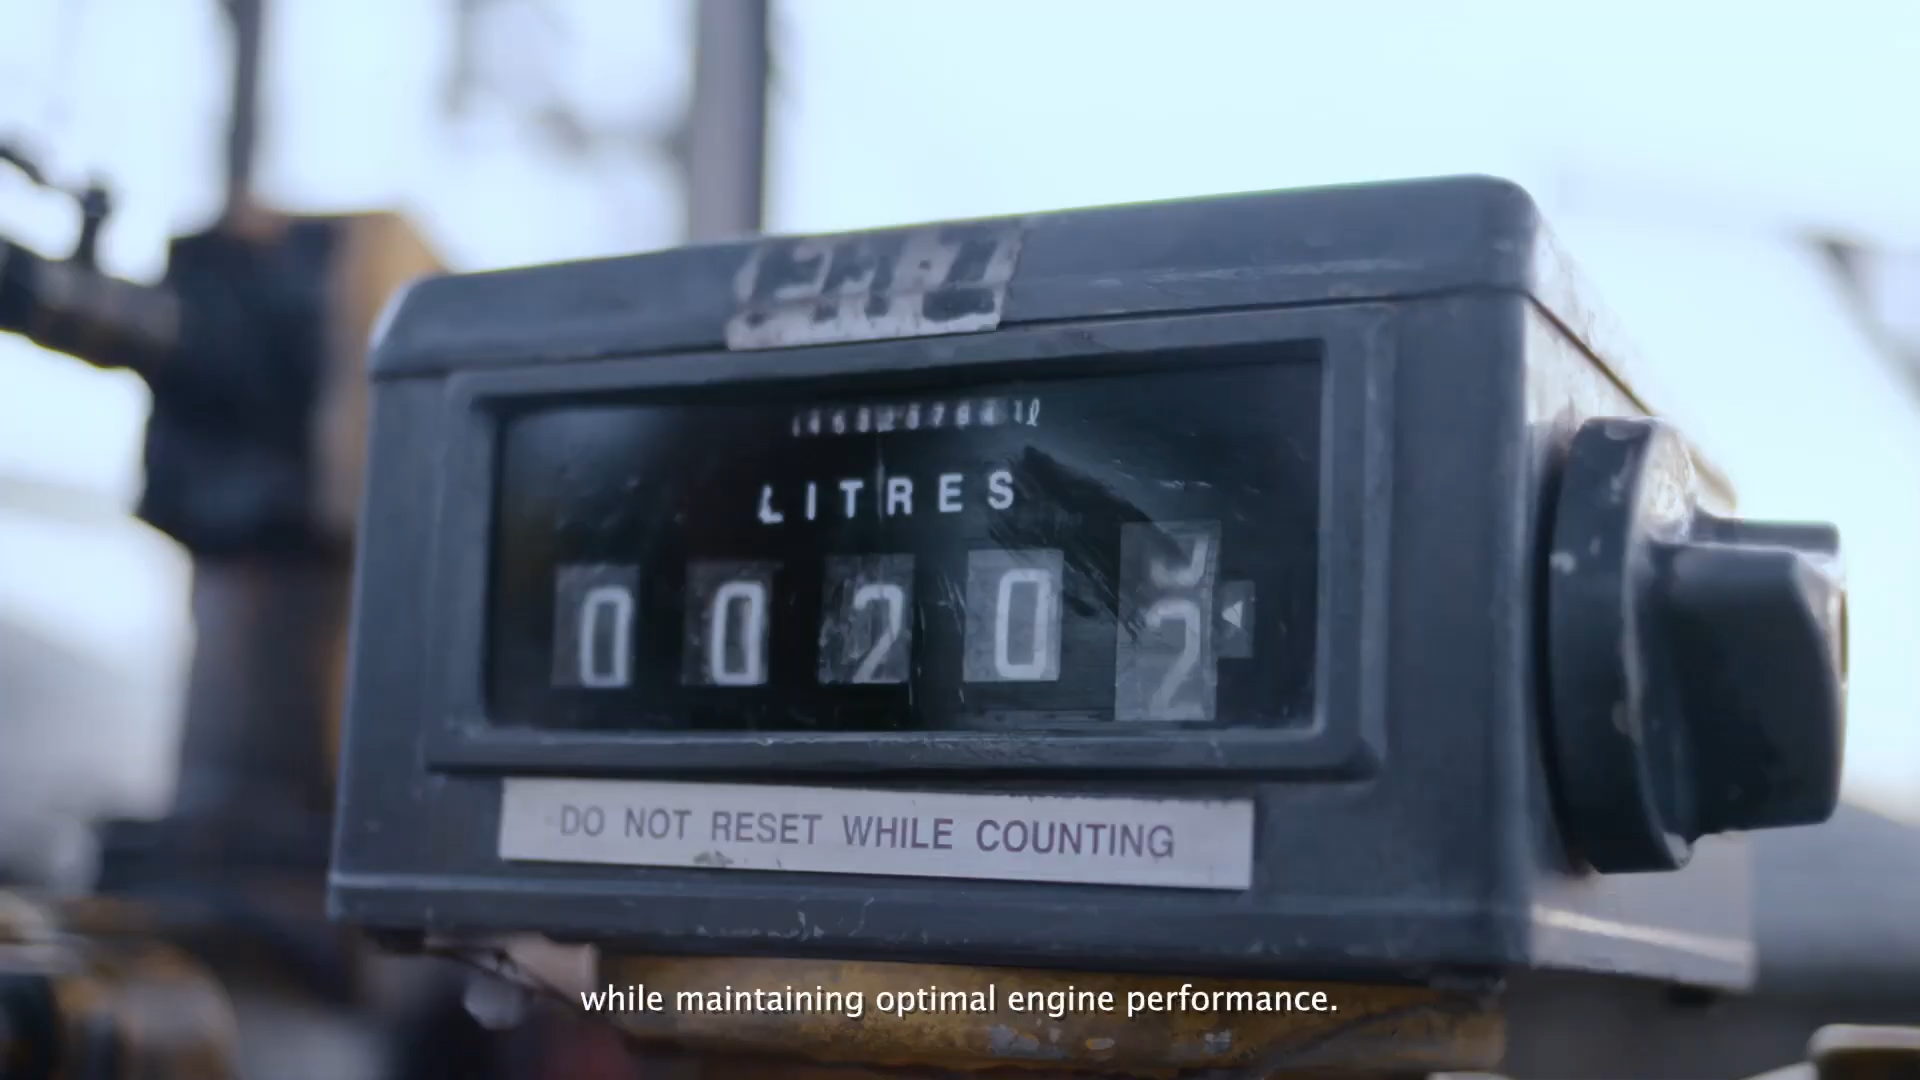 LITRES
0 0 2 0 2
DO NOT RESET WHILE COUNTING
while maintaining optimal engine performance.